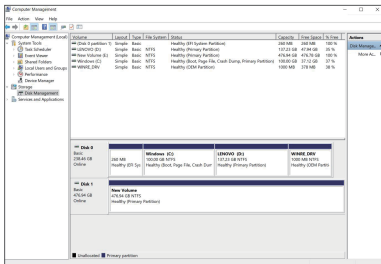 Computer Management
File Action View Help
Computer Management (Local)
System Tools
Task Scheduler
Event Viewer
Shared Folders
Local Users and Groups
Performance
Device Manager
Storage
Disk Management
Services and Applications
Volume Layout Type File System Status Capacity Free Space % Free
(Disk 0 partition 1) Simple Basic Healthy (EFI System Partition) 260 MB 260 MB 100 %
LENOVO (D:) Simple Basic NTFS Healthy (Primary Partition) 137.23 GB 47.94 GB 35 %
New Volume (E:) Simple Basic NTFS Healthy (Primary Partition) 476.94 GB 476.70 GB 100 %
Windows (C:) Simple Basic NTFS Healthy (Boot, Page File, Crash Dump, Primary Partition) 100.00 GB 37.12 GB 37 %
WINRE_DRV Simple Basic NTFS Healthy (OEM Partition) 1000 MB 378 MB 38 %
Actions
Disk Manage...
More Ac...
Disk 0
Basic
238.46 GB
Online
260 MB
Healthy (EFI Sys
Windows (C:)
100.00 GB NTFS
Healthy (Boot, Page File, Crash Dum
LENOVO (D:)
137.23 GB NTFS
Healthy (Primary Partition)
WINRE_DRV
1000 MB NTFS
Healthy (OEM Partitio
Disk 1
Basic
476.94 GB
Online
New Volume
476.94 GB NTFS
Healthy (Primary Partition)
Unallocated Primary partition